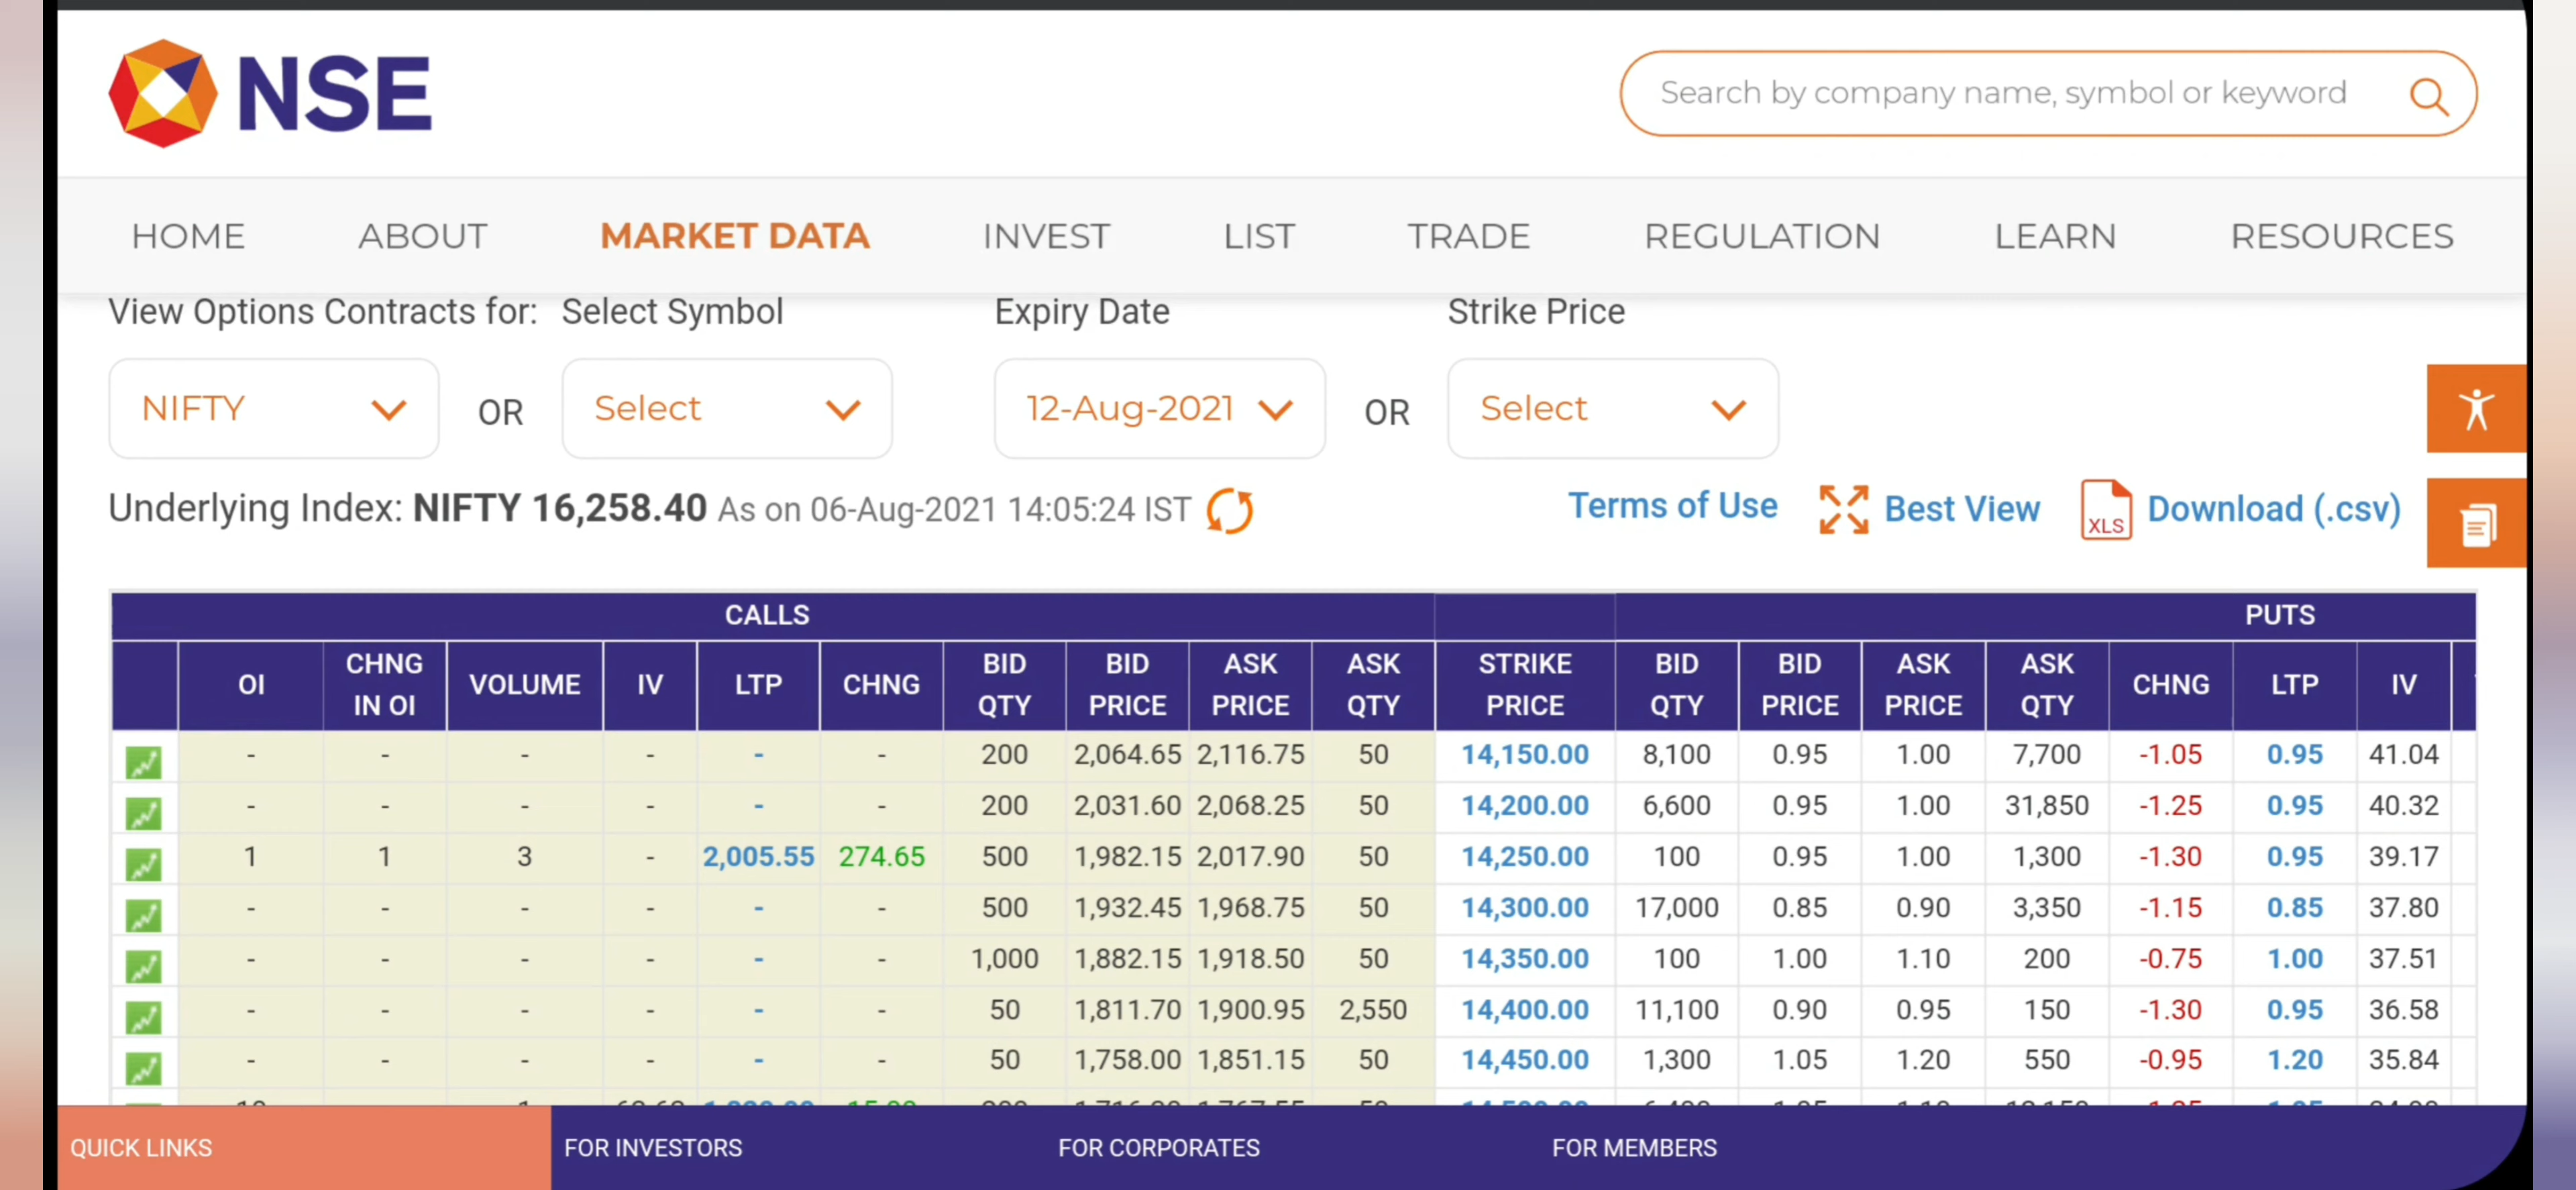 NSE
Search by company name, symbol or keyword
HOME ABOUT MARKET DATA INVEST LIST TRADE REGULATION LEARN RESOURCES
View Options Contracts for: Select Symbol Expiry Date Strike Price
NIFTY OR Select 12-Aug-2021 OR Select
Underlying Index: NIFTY 16,258.40 As on 06-Aug-2021 14:05:24 IST Terms of Use Best View XLS Download (.csv)
CALLS PUTS
OI CHNG IN OI VOLUME IV LTP CHNG BID QTY BID PRICE ASK PRICE ASK QTY STRIKE PRICE BID QTY BID PRICE ASK PRICE ASK QTY CHNG LTP IV
- - - - - - 200 2,064.65 2,116.75 50 14,150.00 8,100 0.95 1.00 7,700 -1.05 0.95 41.04
- - - - - - 200 2,031.60 2,068.25 50 14,200.00 6,600 0.95 1.00 31,850 -1.25 0.95 40.32
1 1 3 - 2,005.55 274.65 500 1,982.15 2,017.90 50 14,250.00 100 0.95 1.00 1,300 -1.30 0.95 39.17
- - - - - - 500 1,932.45 1,968.75 50 14,300.00 17,000 0.85 0.90 3,350 -1.15 0.85 37.80
- - - - - - 1,000 1,882.15 1,918.50 50 14,350.00 100 1.00 1.10 200 -0.75 1.00 37.51
- - - - - - 50 1,811.70 1,900.95 2,550 14,400.00 11,100 0.90 0.95 150 -1.30 0.95 36.58
- - - - - - 50 1,758.00 1,851.15 50 14,450.00 1,300 1.05 1.20 550 -0.95 1.20 35.84
QUICK LINKS FOR INVESTORS FOR CORPORATES FOR MEMBERS